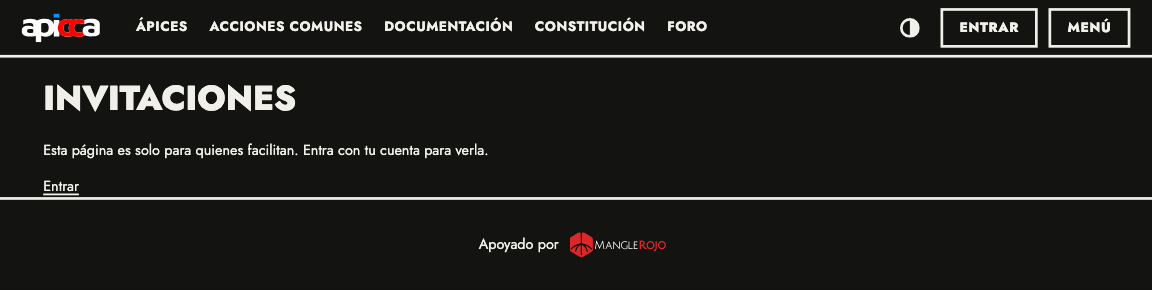 apicca
ÁPICES
ACCIONES COMUNES
DOCUMENTACIÓN
CONSTITUCIÓN
FORO
ENTRAR
MENÚ
INVITACIONES
Esta página es solo para quienes facilitan. Entra con tu cuenta para verla.
Entrar
Apoyado por
MANGLEROJO